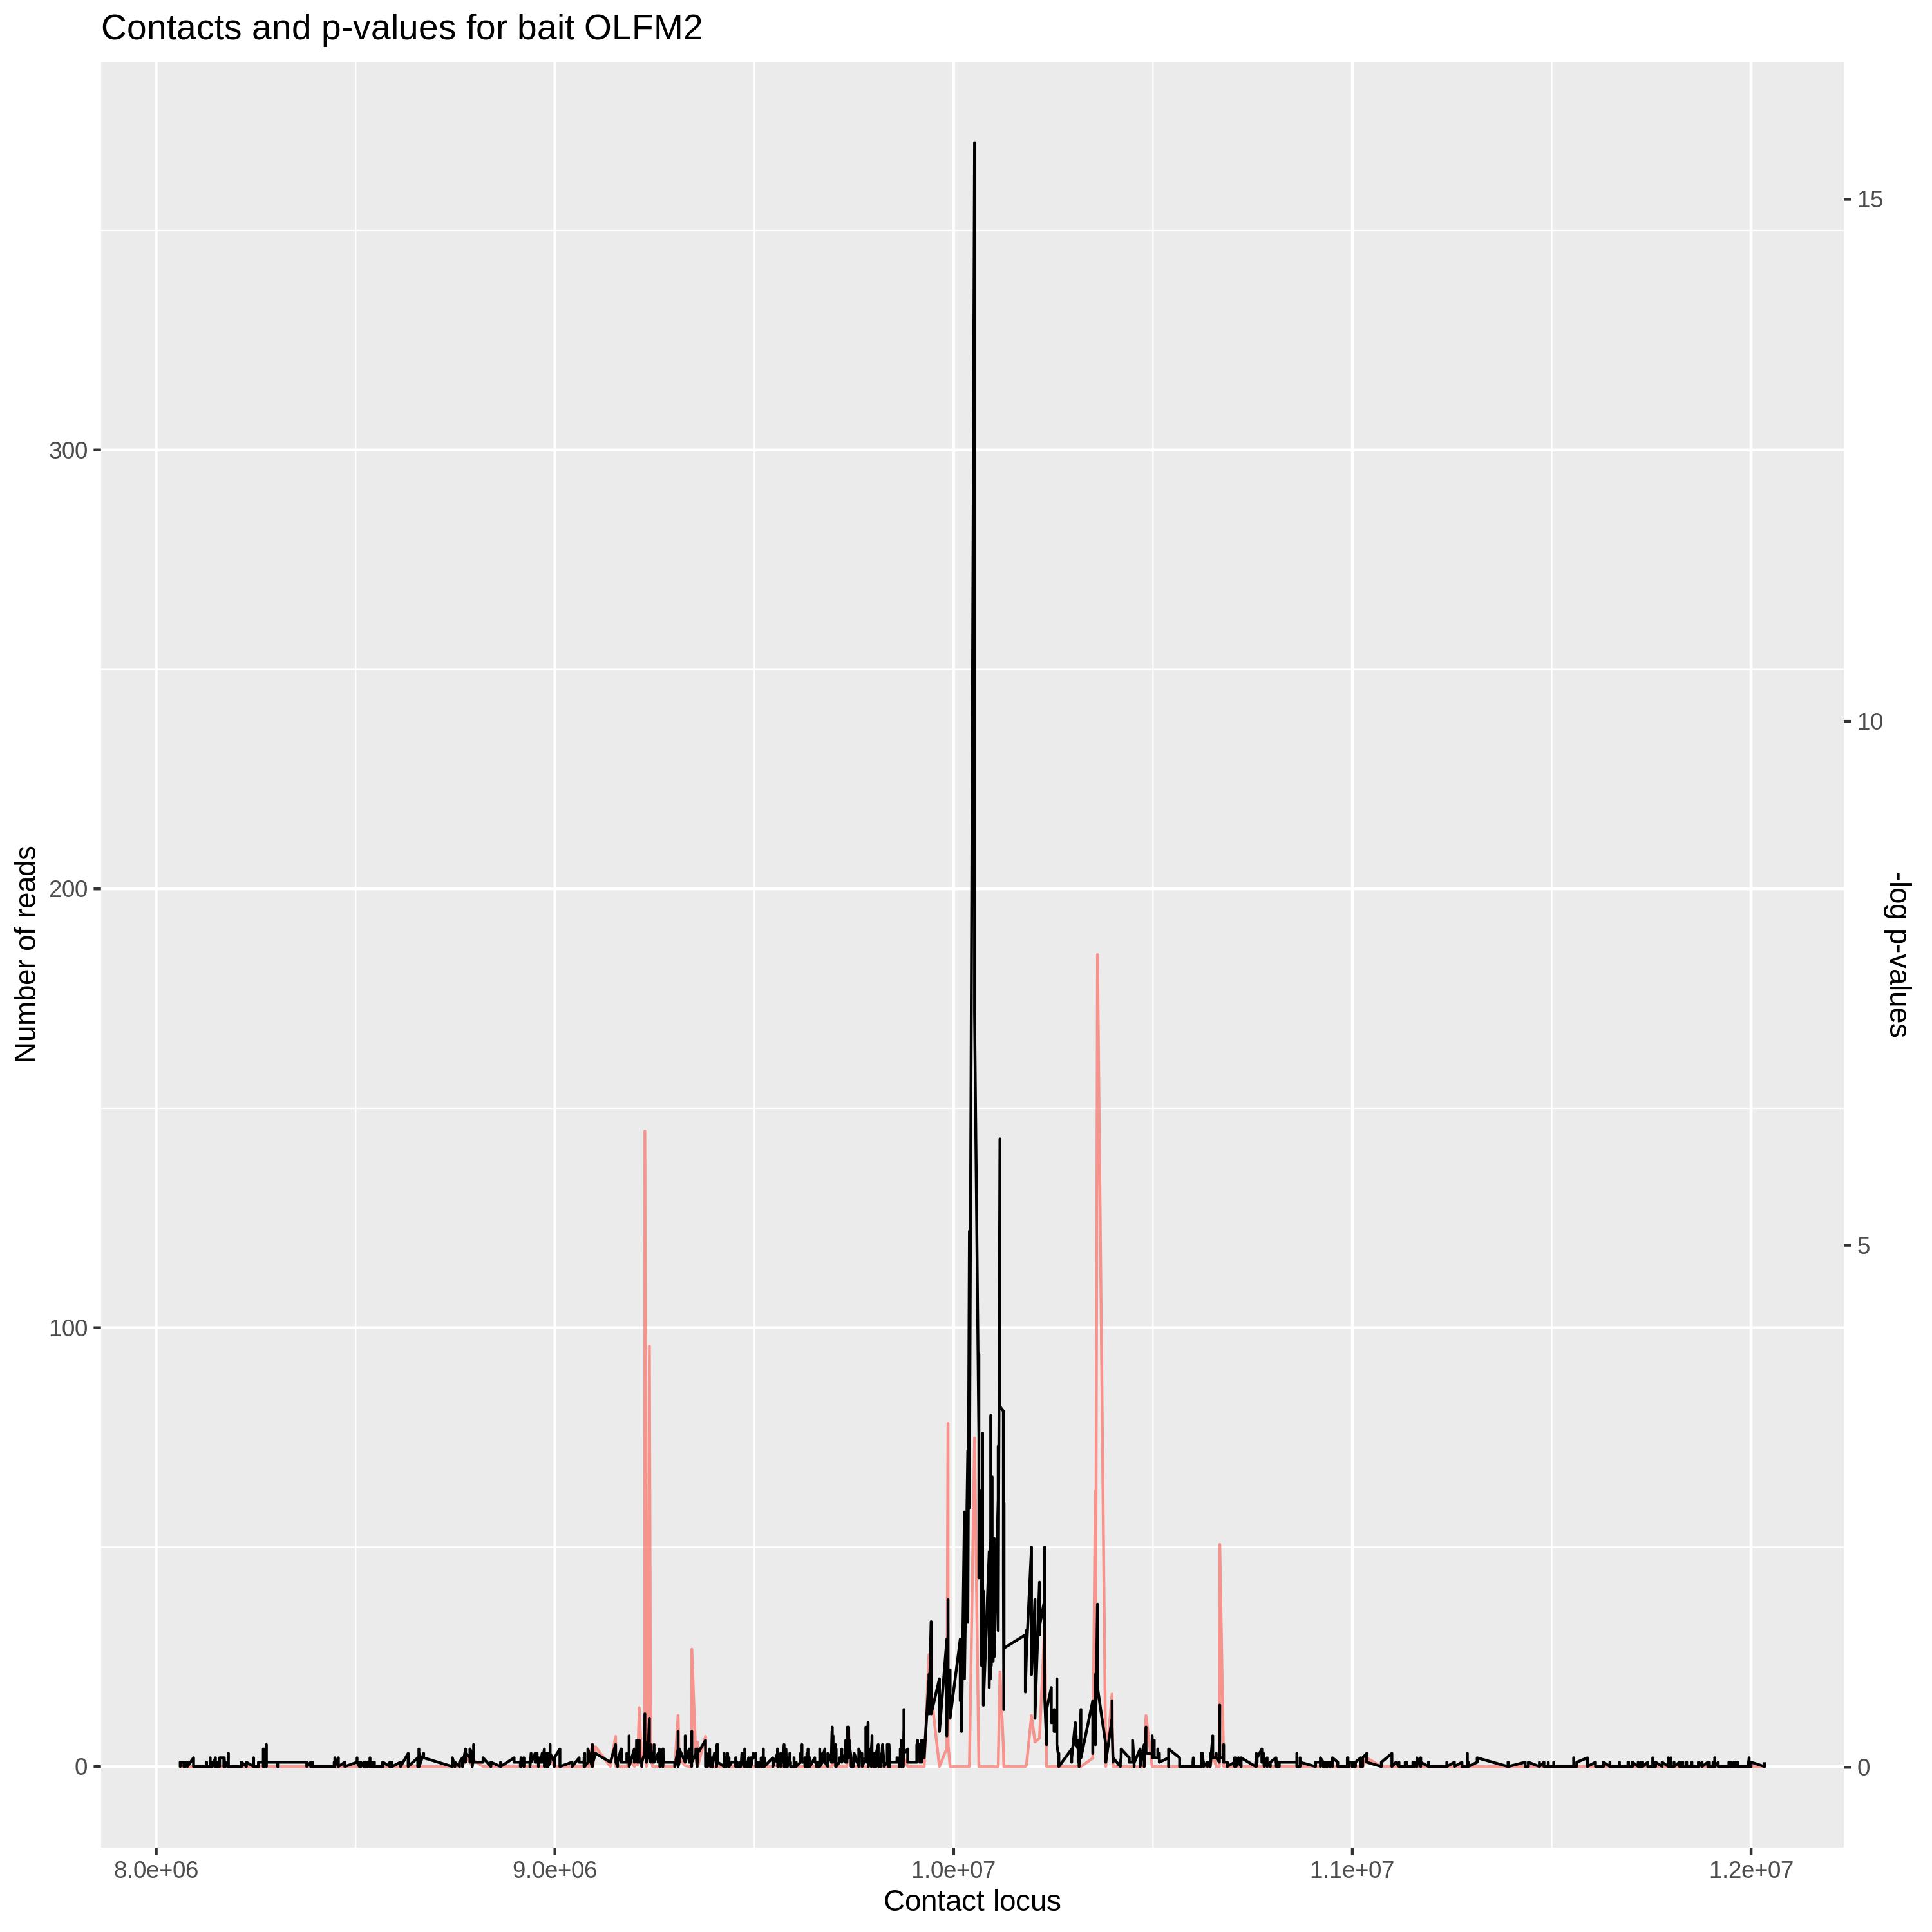 Contacts and p-values for bait OLFM2
Number of reads
300
200
100
0
15
10
5
0
-log p-values
8.0e+06
9.0e+06
1.0e+07
1.1e+07
1.2e+07
Contact locus